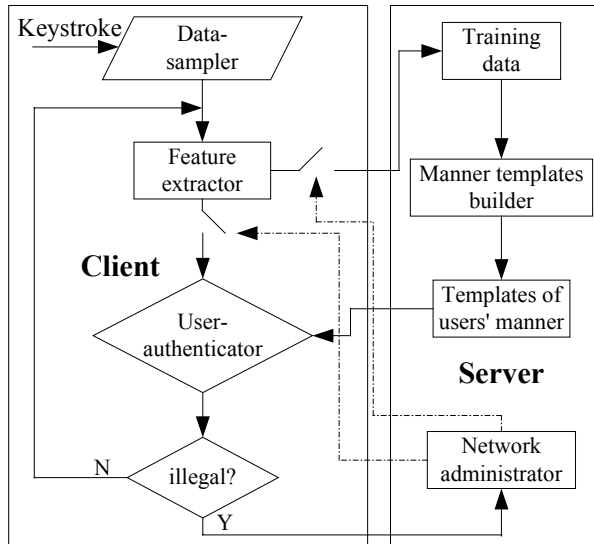 Keystroke
Data-
sampler
Feature
extractor
Client
User-
authenticator
illegal?
N
Y
Training
data
Manner templates
builder
Templates of
users' manner
Server
Network
administrator